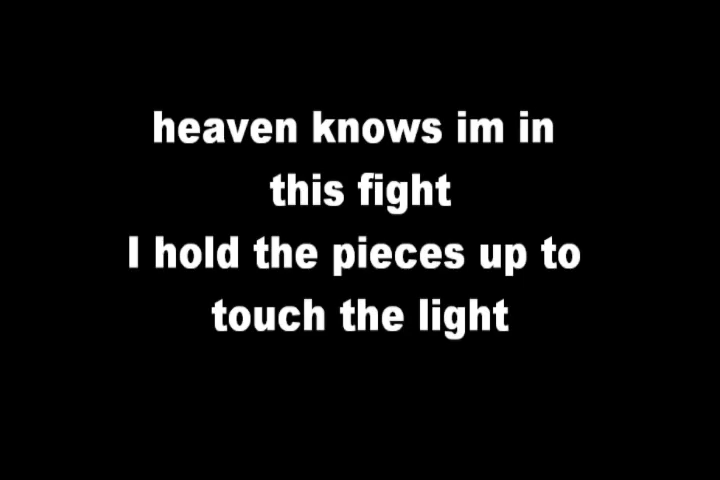 heaven knows im in
this fight
I hold the pieces up to
touch the light